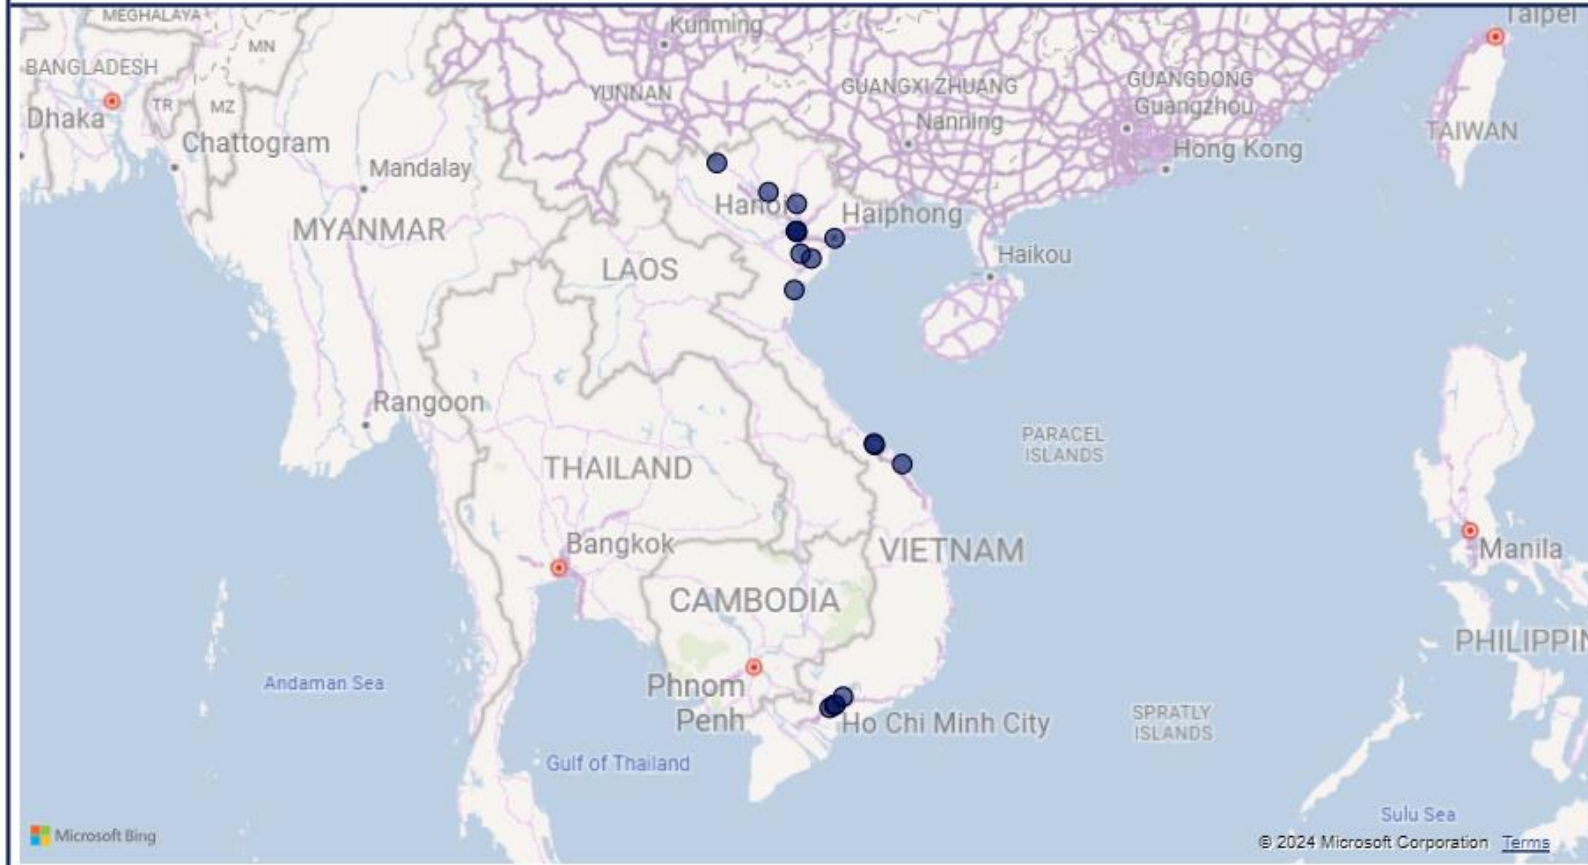 MEGHALAYA
Kunming
Taipei
MN
BANGLADESH
TR
MZ
YUNNAN
GUANGXI ZHUANG
GUANGDONG
Guangzhou
Dhaka
Nanning
TAIWAN
Chattogram
Hong Kong
Mandalay
Hanoi
Haiphong
MYANMAR
LAOS
Haikou
Rangoon
PARACEL
ISLANDS
THAILAND
Bangkok
VIETNAM
Manila
CAMBODIA
PHILIPPIN
Andaman Sea
Phnom
Penh
Ho Chi Minh City
SPRATLY
ISLANDS
Gulf of Thailand
Sulu Sea
Microsoft Bing
© 2024 Microsoft Corporation Terms